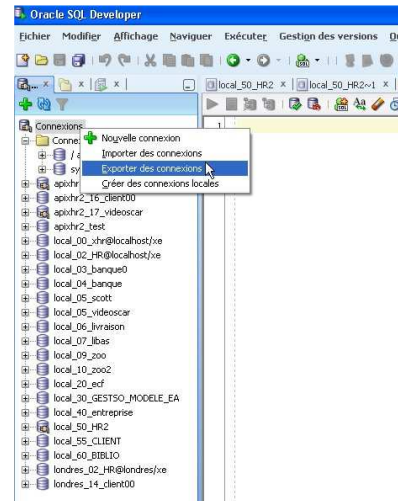 Oracle SQL Developer
Fichier Modifier Affichage Naviguer Exécuter Gestion des versions
local_50_HR2 x local_50_HR2~1 x
1
Connexions
Nouvelle connexion
Importer des connexions
Exporter des connexions
Créer des connexions locales
apixhr2_16_client00
apixhr2_17_videoscar
apixhr2_test
local_00_xhr@localhost/xe
local_02_HR@localhost/xe
local_03_banque0
local_04_banque
local_05_scott
local_05_videoscar
local_06_livraison
local_07_libas
local_09_zoo
local_10_zoo2
local_20_ecf
local_30_GESTSO_MODELE_EA
local_40_entreprise
local_50_HR2
local_55_CLIENT
local_60_BIBLIO
londres_02_HR@londres/xe
londres_14_client00